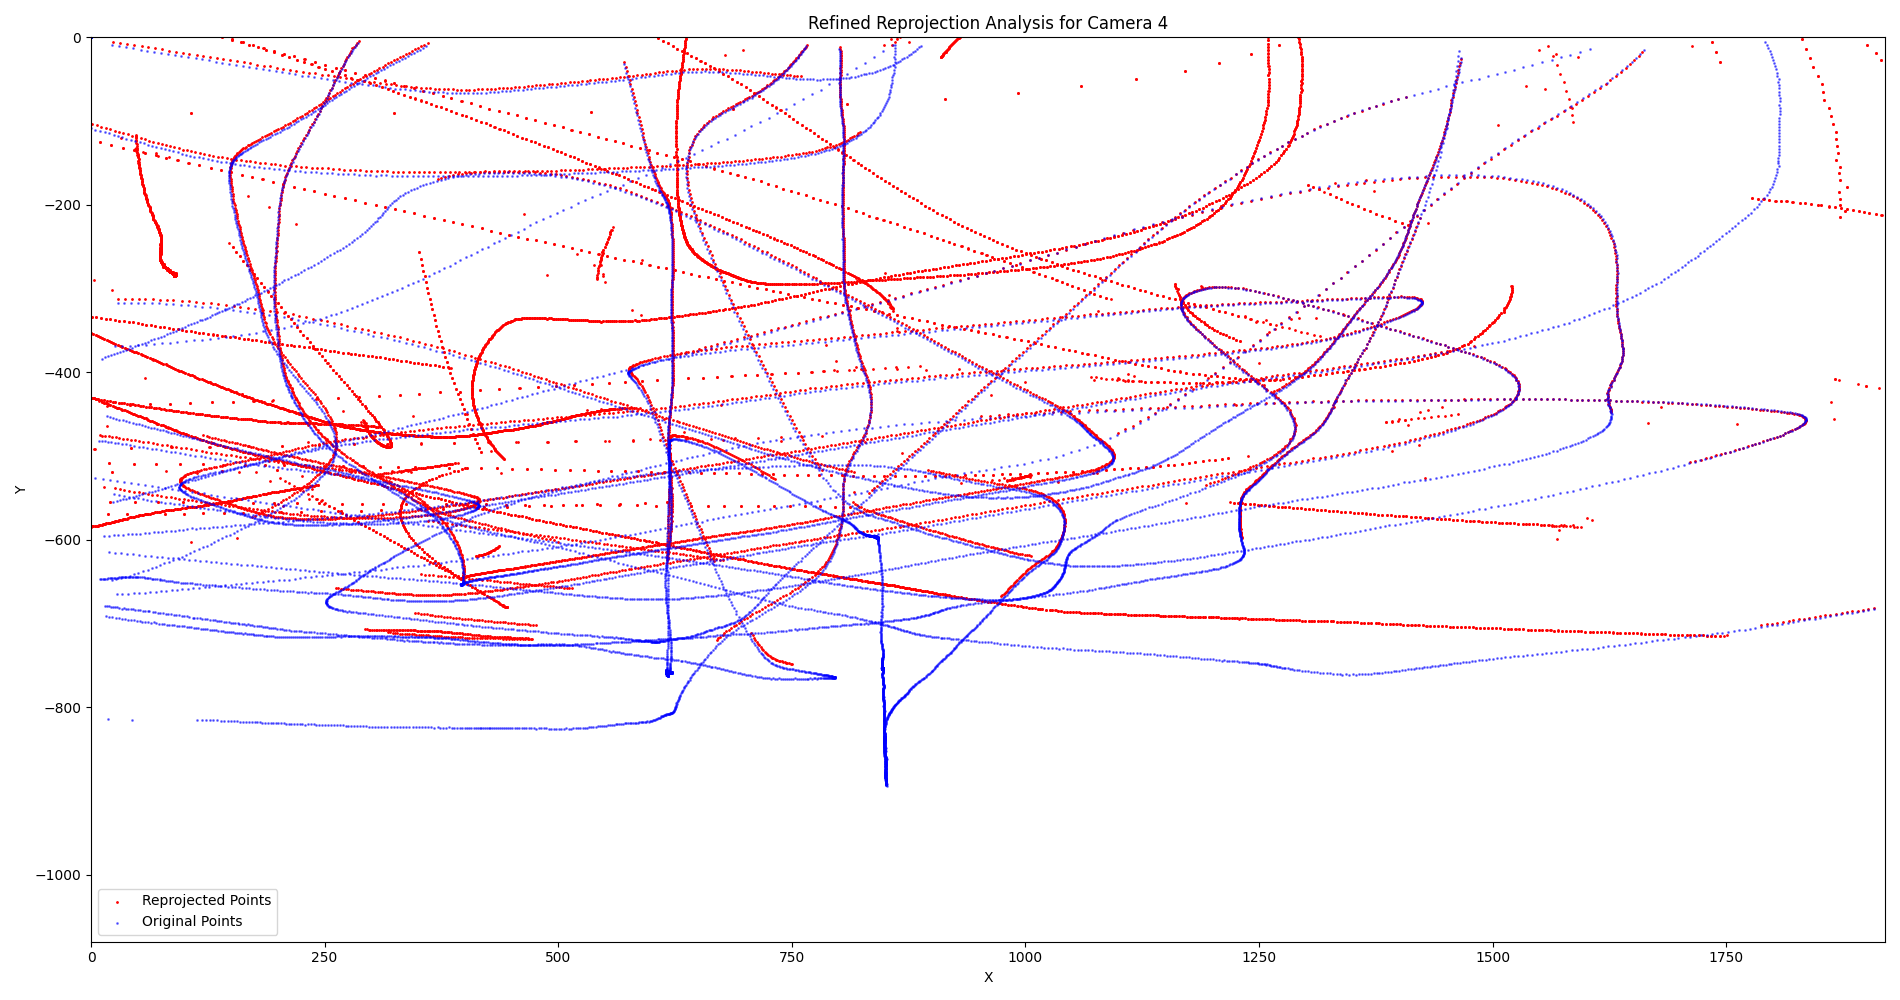 Refined Reprojection Analysis for Camera 4
0
−200
−400
−600
−800
−1000
Y
Reprojected Points
Original Points
0 250 500 750 1000 1250 1500 1750
X